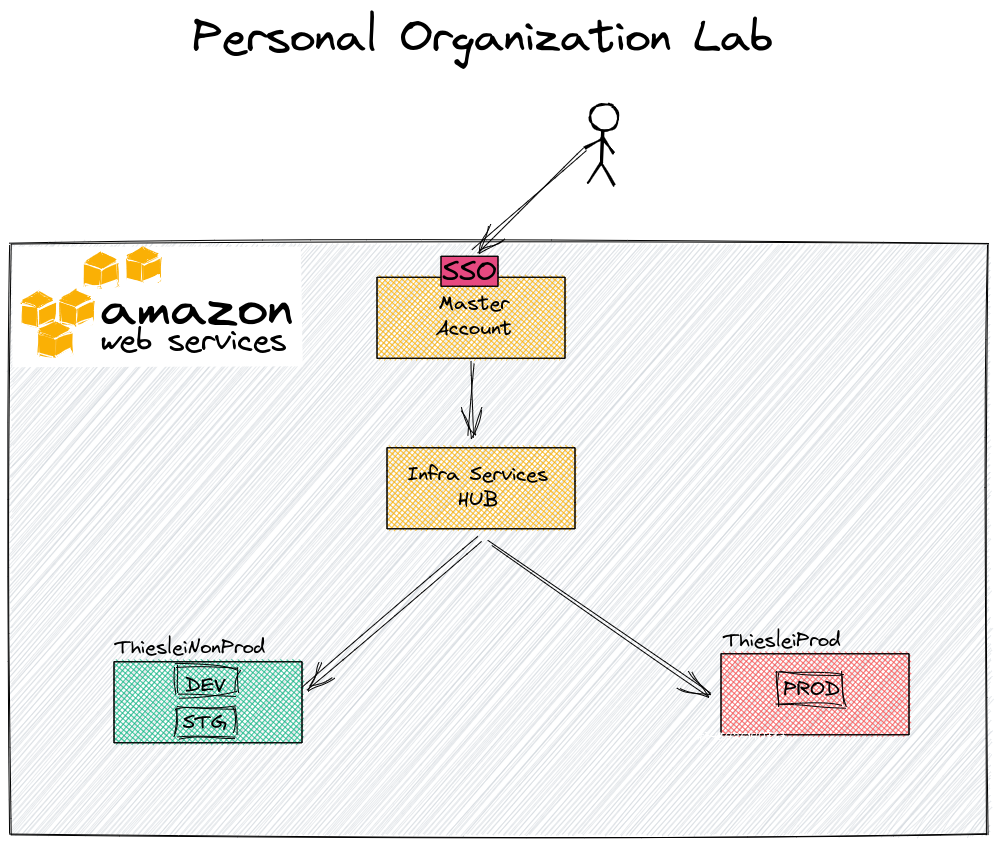 Personal Organization Lab
amazon
web services
SSO
Master
Account
Infra Services
HUB
ThiesleiNonProd
DEV
STG
ThiesleiProd
PROD